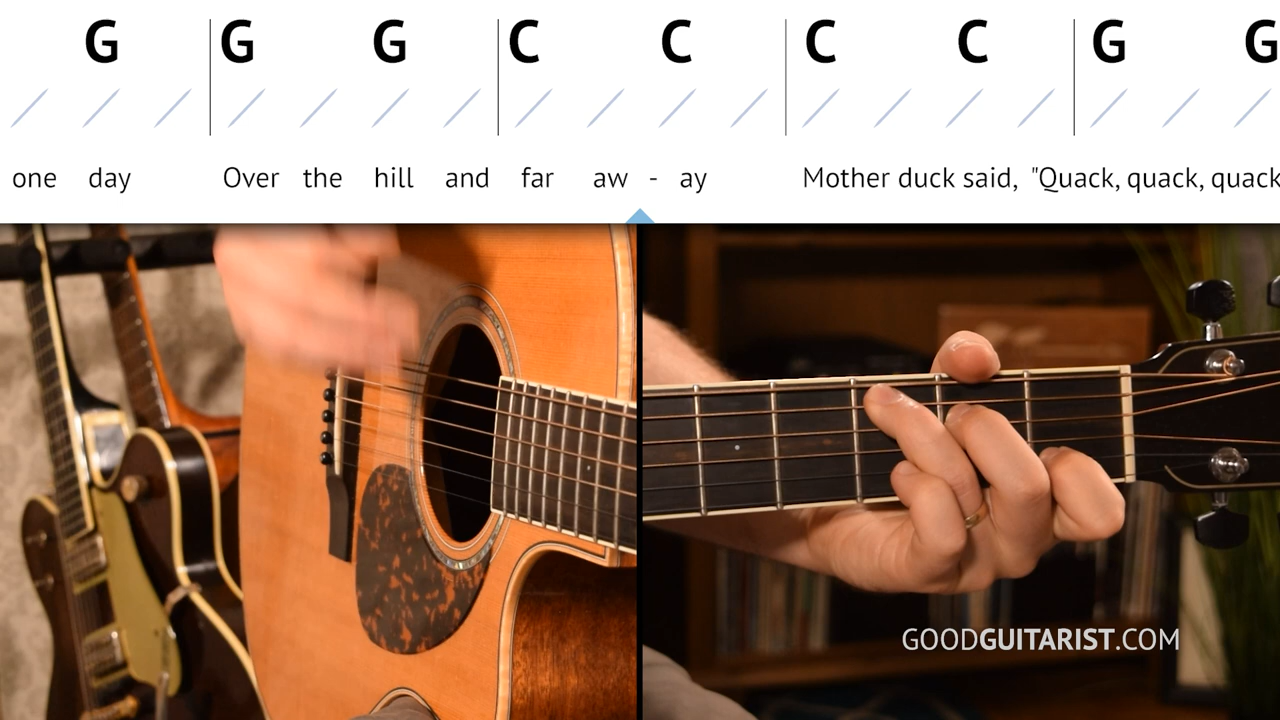 G G G C C C C G G
one day Over the hill and far aw - ay Mother duck said, "Quack, quack, quack
GOODGUITARIST.COM